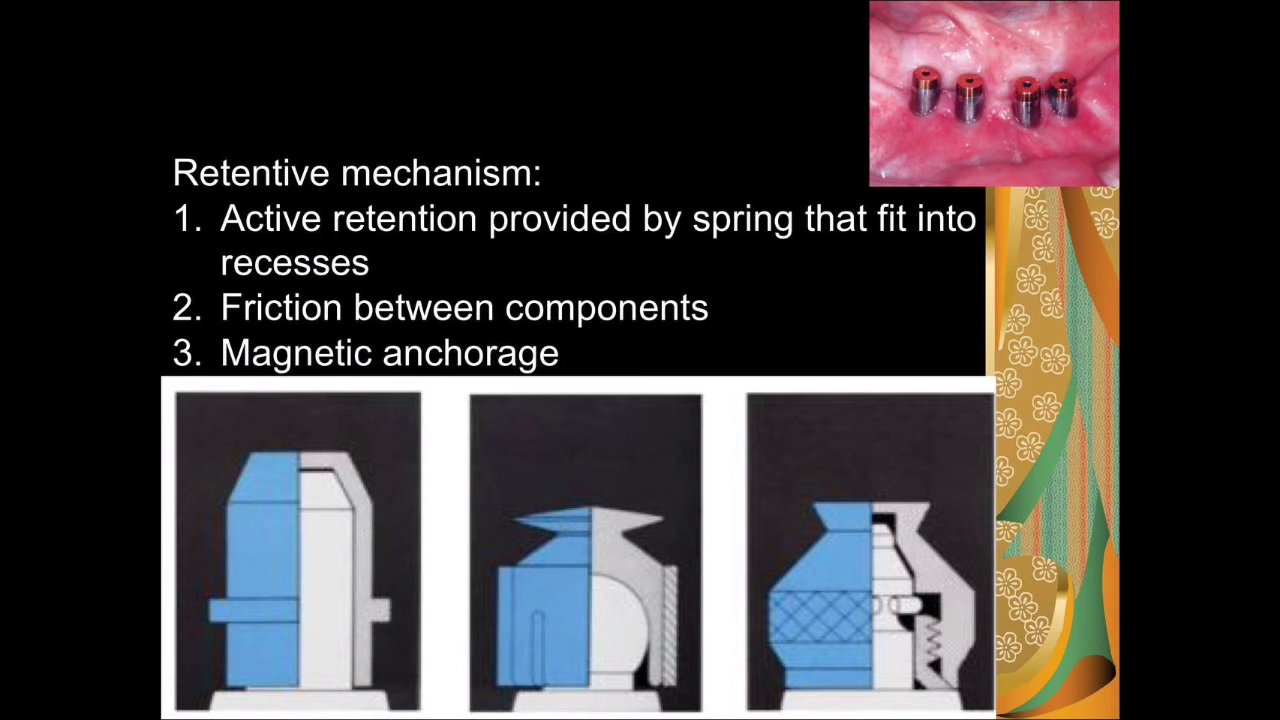 Retentive mechanism:
1. Active retention provided by spring that fit into
recesses
2. Friction between components
3. Magnetic anchorage